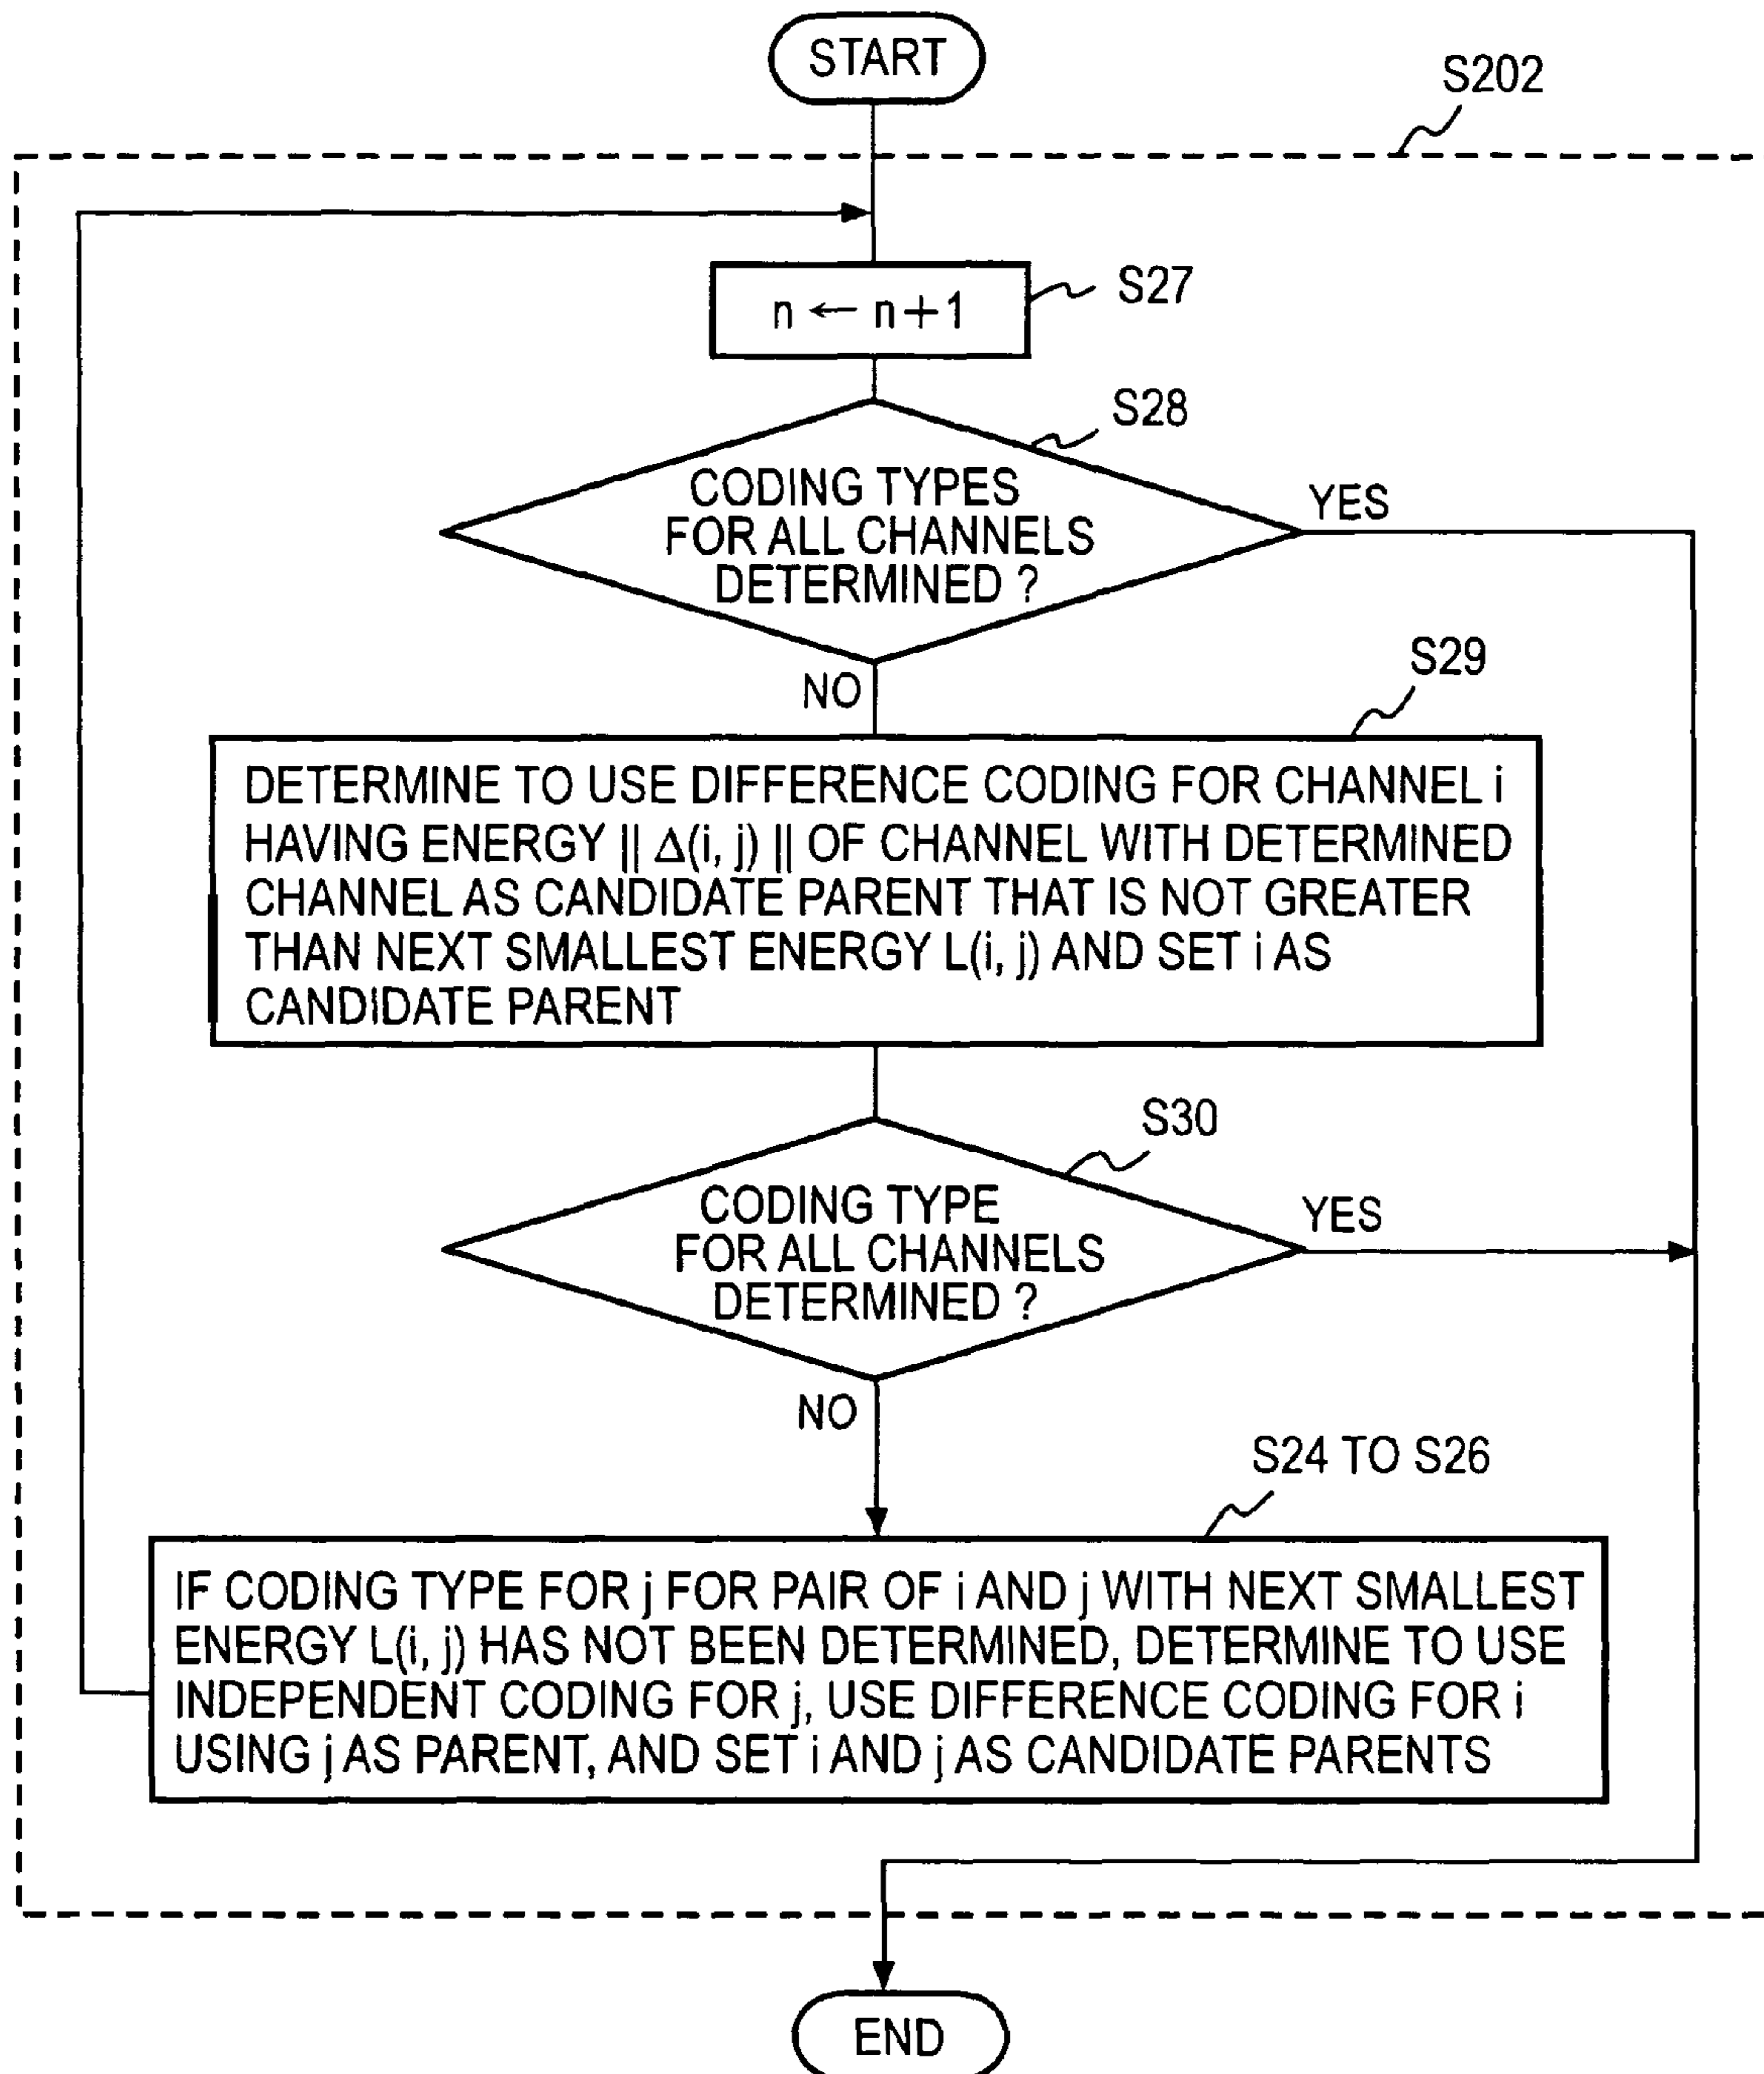 START
S202
n ← n+1
S27
S28
CODING TYPES
FOR ALL CHANNELS
DETERMINED ?
YES
NO
S29
DETERMINE TO USE DIFFERENCE CODING FOR CHANNEL i
HAVING ENERGY || Δ(i, j) || OF CHANNEL WITH DETERMINED
CHANNEL AS CANDIDATE PARENT THAT IS NOT GREATER
THAN NEXT SMALLEST ENERGY L(i, j) AND SET i AS
CANDIDATE PARENT
S30
CODING TYPE
FOR ALL CHANNELS
DETERMINED ?
YES
NO
S24 TO S26
IF CODING TYPE FOR j FOR PAIR OF i AND j WITH NEXT SMALLEST
ENERGY L(i, j) HAS NOT BEEN DETERMINED, DETERMINE TO USE
INDEPENDENT CODING FOR j, USE DIFFERENCE CODING FOR i
USING j AS PARENT, AND SET i AND j AS CANDIDATE PARENTS
END